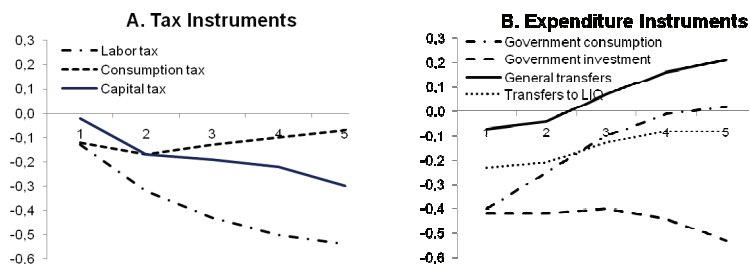 A. Tax Instruments
0,3
0,2
0,1
0,0
-0,1
-0,2
-0,3
-0,4
-0,5
-0,6
Labor tax
Consumption tax
Capital tax
1 2 3 4 5
B. Expenditure Instruments
0,3
0,2
0,1
0,0
-0,1
-0,2
-0,3
-0,4
-0,5
-0,6
Government consumption
Government investment
General transfers
Transfers to LIQ
1 2 3 4 5